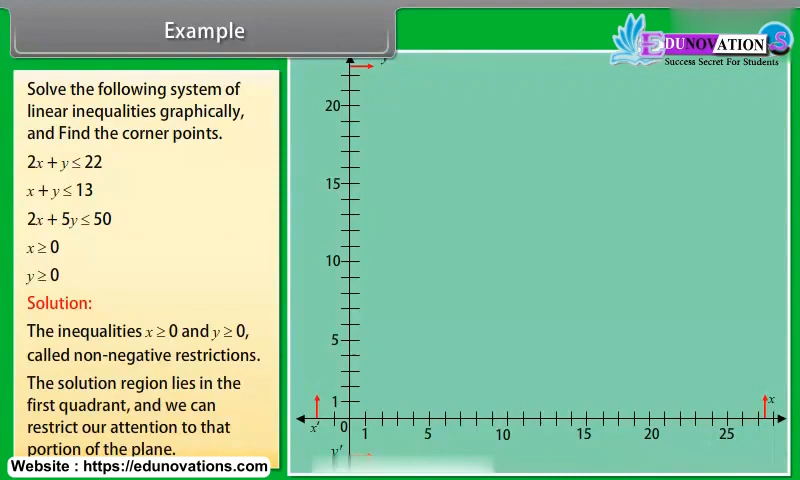 Example
EDUNOVATION S
Success Secret For Students
Solve the following system of
linear inequalities graphically,
and Find the corner points.
2x + y ≤ 22
x + y ≤ 13
2x + 5y ≤ 50
x ≥ 0
y ≥ 0
Solution:
The inequalities x ≥ 0 and y ≥ 0,
called non-negative restrictions.
The solution region lies in the
first quadrant, and we can
restrict our attention to that
portion of the plane.
Website : https://edunovations.com
20
15
10
5
1
x' 0 1 5 10 15 20 25 x
y'